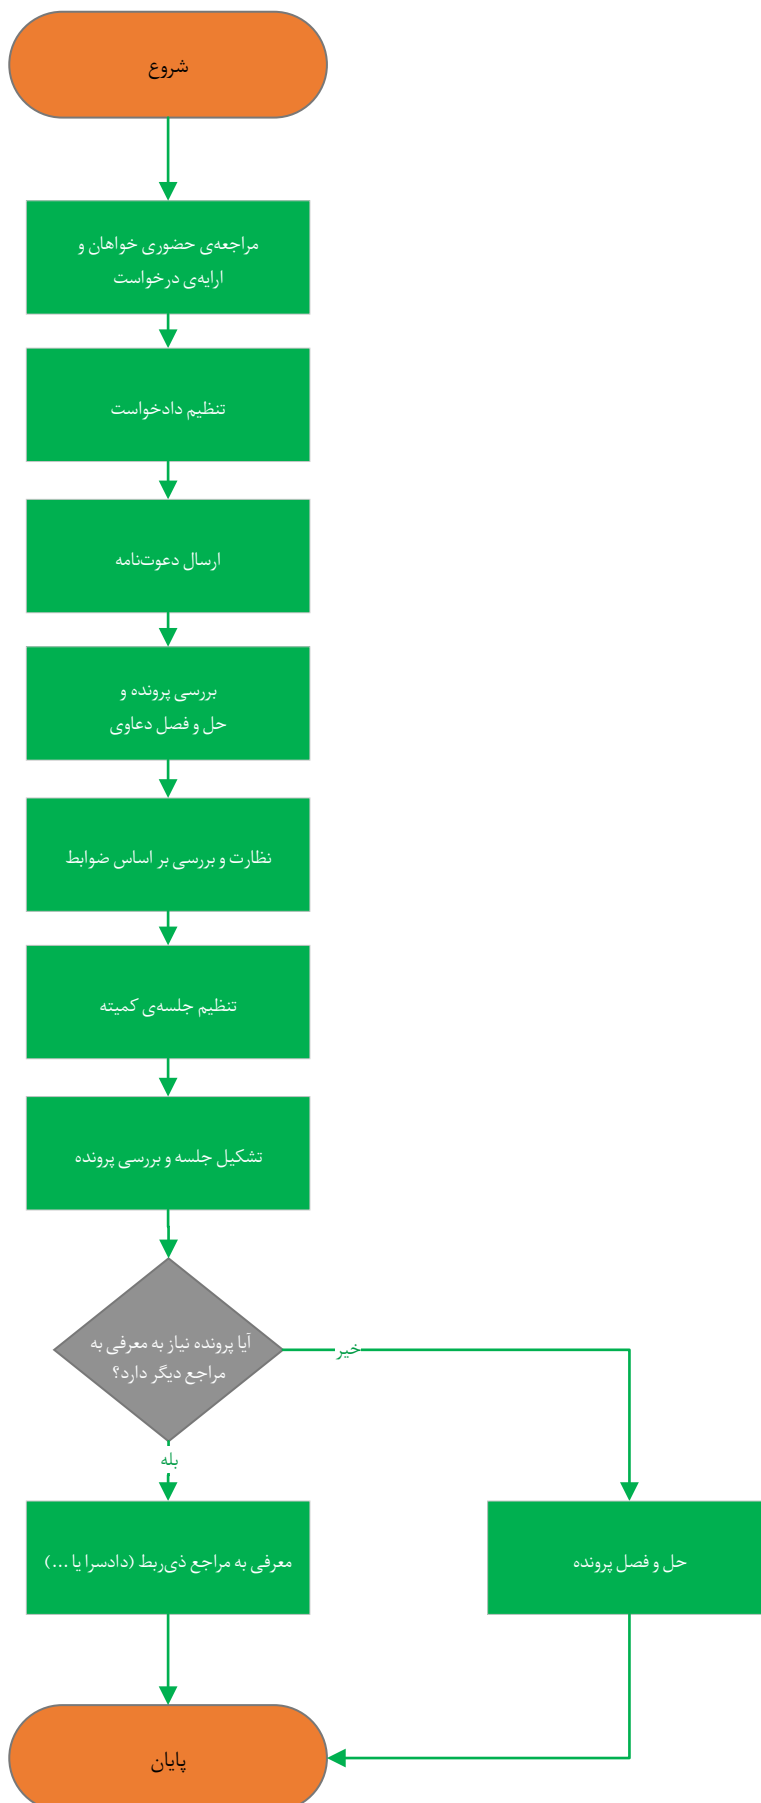 شروع
مراجعه‌ی حضوری خواهان و
ارایه‌ی درخواست
تنظیم دادخواست
ارسال دعوت‌نامه
بررسی پرونده و
حل و فصل دعاوی
نظارت و بررسی بر اساس ضوابط
تنظیم جلسه‌ی کمیته
تشکیل جلسه و بررسی پرونده
آیا پرونده نیاز به معرفی به
مراجع دیگر دارد؟
خیر
بله
حل و فصل پرونده
معرفی به مراجع ذی‌ربط (دادسرا یا ...)
پایان